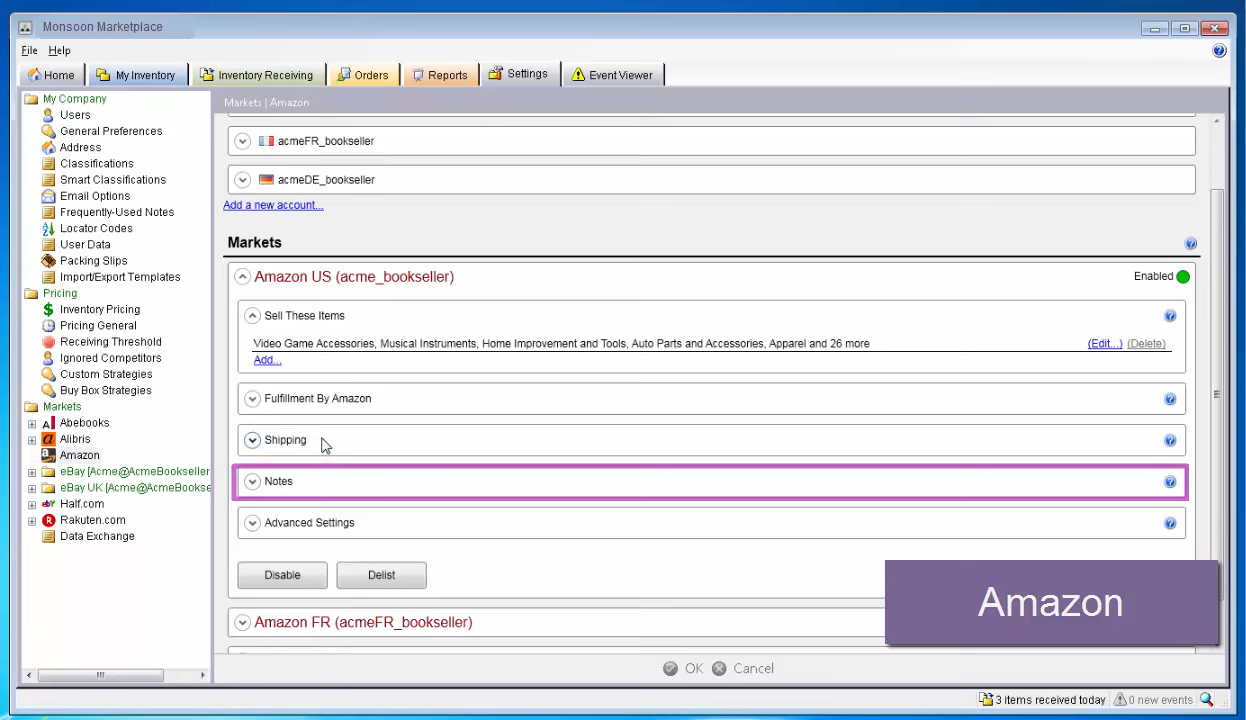 Monsoon Marketplace
File Help
Home My Inventory Inventory Receiving Orders Reports Settings Event Viewer
My Company
Users
General Preferences
Address
Classifications
Smart Classifications
Email Options
Frequently-Used Notes
Locator Codes
User Data
Packing Slips
Import/Export Templates
Pricing
Inventory Pricing
Pricing General
Receiving Threshold
Ignored Competitors
Custom Strategies
Buy Box Strategies
Markets
Abebooks
Alibris
Amazon
eBay [Acme@AcmeBookseller
eBay UK [Acme@AcmeBookse
Half.com
Rakuten.com
Data Exchange
Markets | Amazon
acmeFR_bookseller
acmeDE_bookseller
Add a new account...
Markets
Amazon US (acme_bookseller) Enabled
Sell These Items
Video Game Accessories, Musical Instruments, Home Improvement and Tools, Auto Parts and Accessories, Apparel and 26 more (Edit...) (Delete)
Add...
Fulfillment By Amazon
Shipping
Notes
Advanced Settings
Disable Delist
Amazon
Amazon FR (acmeFR_bookseller)
OK Cancel
3 items received today 0 new events